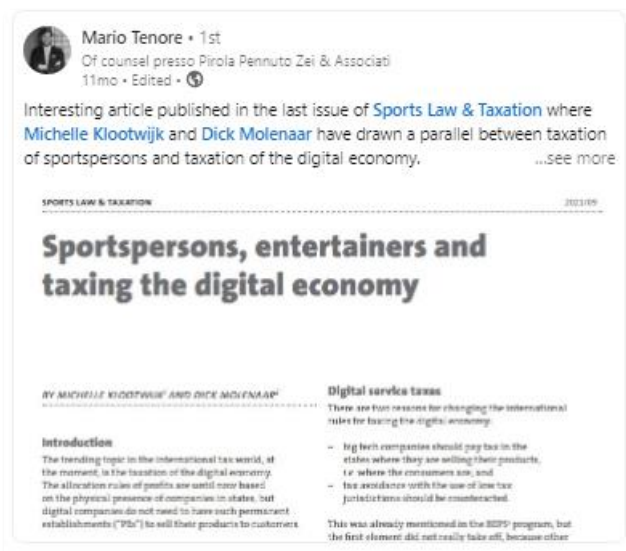 Mario Tenore • 1st
Of counsel presso Pirola Pennuto Zei & Associati
11mo • Edited •
Interesting article published in the last issue of Sports Law & Taxation where
Michelle Klootwijk and Dick Molenaar have drawn a parallel between taxation
of sportspersons and taxation of the digital economy. ...see more
SPORTS LAW & TAXATION
Sportspersons, entertainers and
taxing the digital economy
BY MICHELLE KLOOTWIJK AND DICK MOLENAAR
Introduction
The trending topic in the international tax world, at
the moment, is the taxation of the digital economy.
The allocation rules of profits are until now based
on the physical presence of companies in states, but
digital companies do not need to have such permanent
establishments ("PEs") to sell their products to customers
Digital service taxes
There are two reasons for changing the international
rules for taxing the digital economy:
– big tech companies should pay tax in the
states where they are selling their products,
i.e. where the consumers are; and
– tax avoidance with the use of low tax
jurisdictions should be counteracted.
This was already mentioned in the BEPS program, but
the first element did not really take off, because other